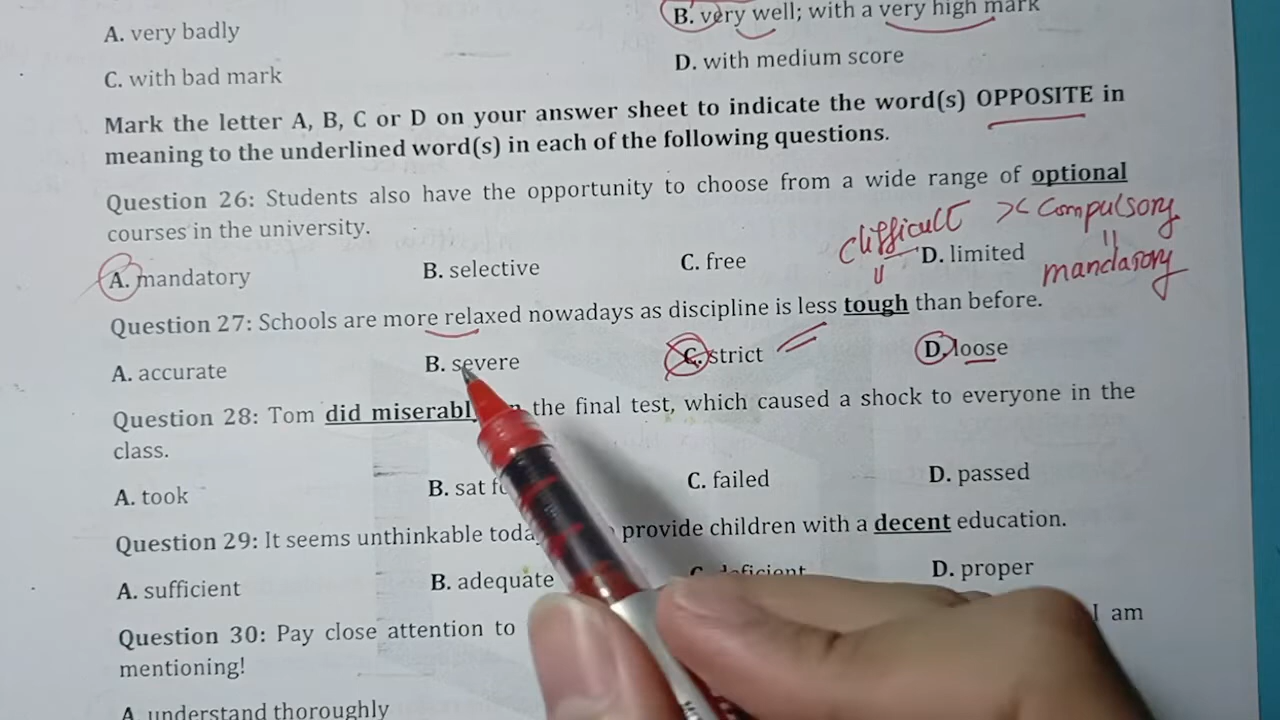 A. very badly
B. very well; with a very high mark
C. with bad mark
D. with medium score
Mark the letter A, B, C or D on your answer sheet to indicate the word(s) OPPOSITE in
meaning to the underlined word(s) in each of the following questions.
Question 26: Students also have the opportunity to choose from a wide range of optional
courses in the university.
difficult >< compulsory
A. mandatory B. selective C. free D. limited
= mandasory
Question 27: Schools are more relaxed nowadays as discipline is less tough than before.
A. accurate B. severe C. strict D. loose
Question 28: Tom did miserably the final test, which caused a shock to everyone in the
class.
A. took B. sat C. failed D. passed
Question 29: It seems unthinkable provide children with a decent education.
A. sufficient B. adequate C. deficient D. proper
Question 30: Pay close attention to I am
mentioning!
A. understand thoroughly